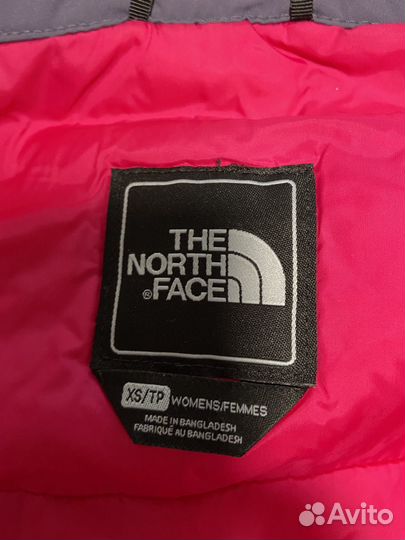 THE
NORTH
®FACE
XS/TP WOMENS/FEMMES
MADE IN BANGLADESH
FABRIQUÉ AU BANGLADESH
Avito